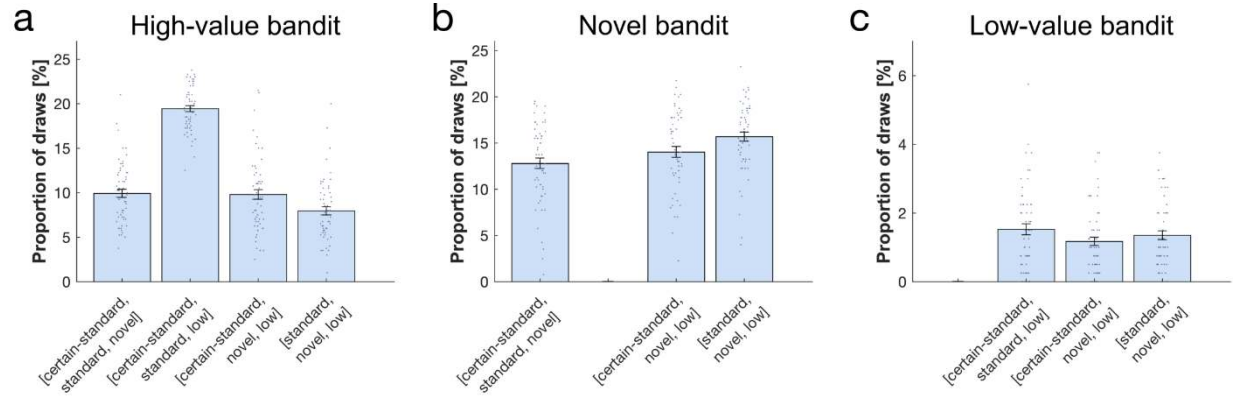 a
High-value bandit
Proportion of draws [%]
25
20
15
10
5
0
[certain-standard,
standard, novel]
[certain-standard,
standard, low]
[certain-standard,
novel, low]
[standard,
novel, low]
b
Novel bandit
Proportion of draws [%]
25
20
15
10
5
0
[certain-standard,
standard, novel]
[certain-standard,
novel, low]
[standard,
novel, low]
c
Low-value bandit
Proportion of draws [%]
6
4
2
0
[certain-standard,
standard, low]
[certain-standard,
novel, low]
[standard,
novel, low]